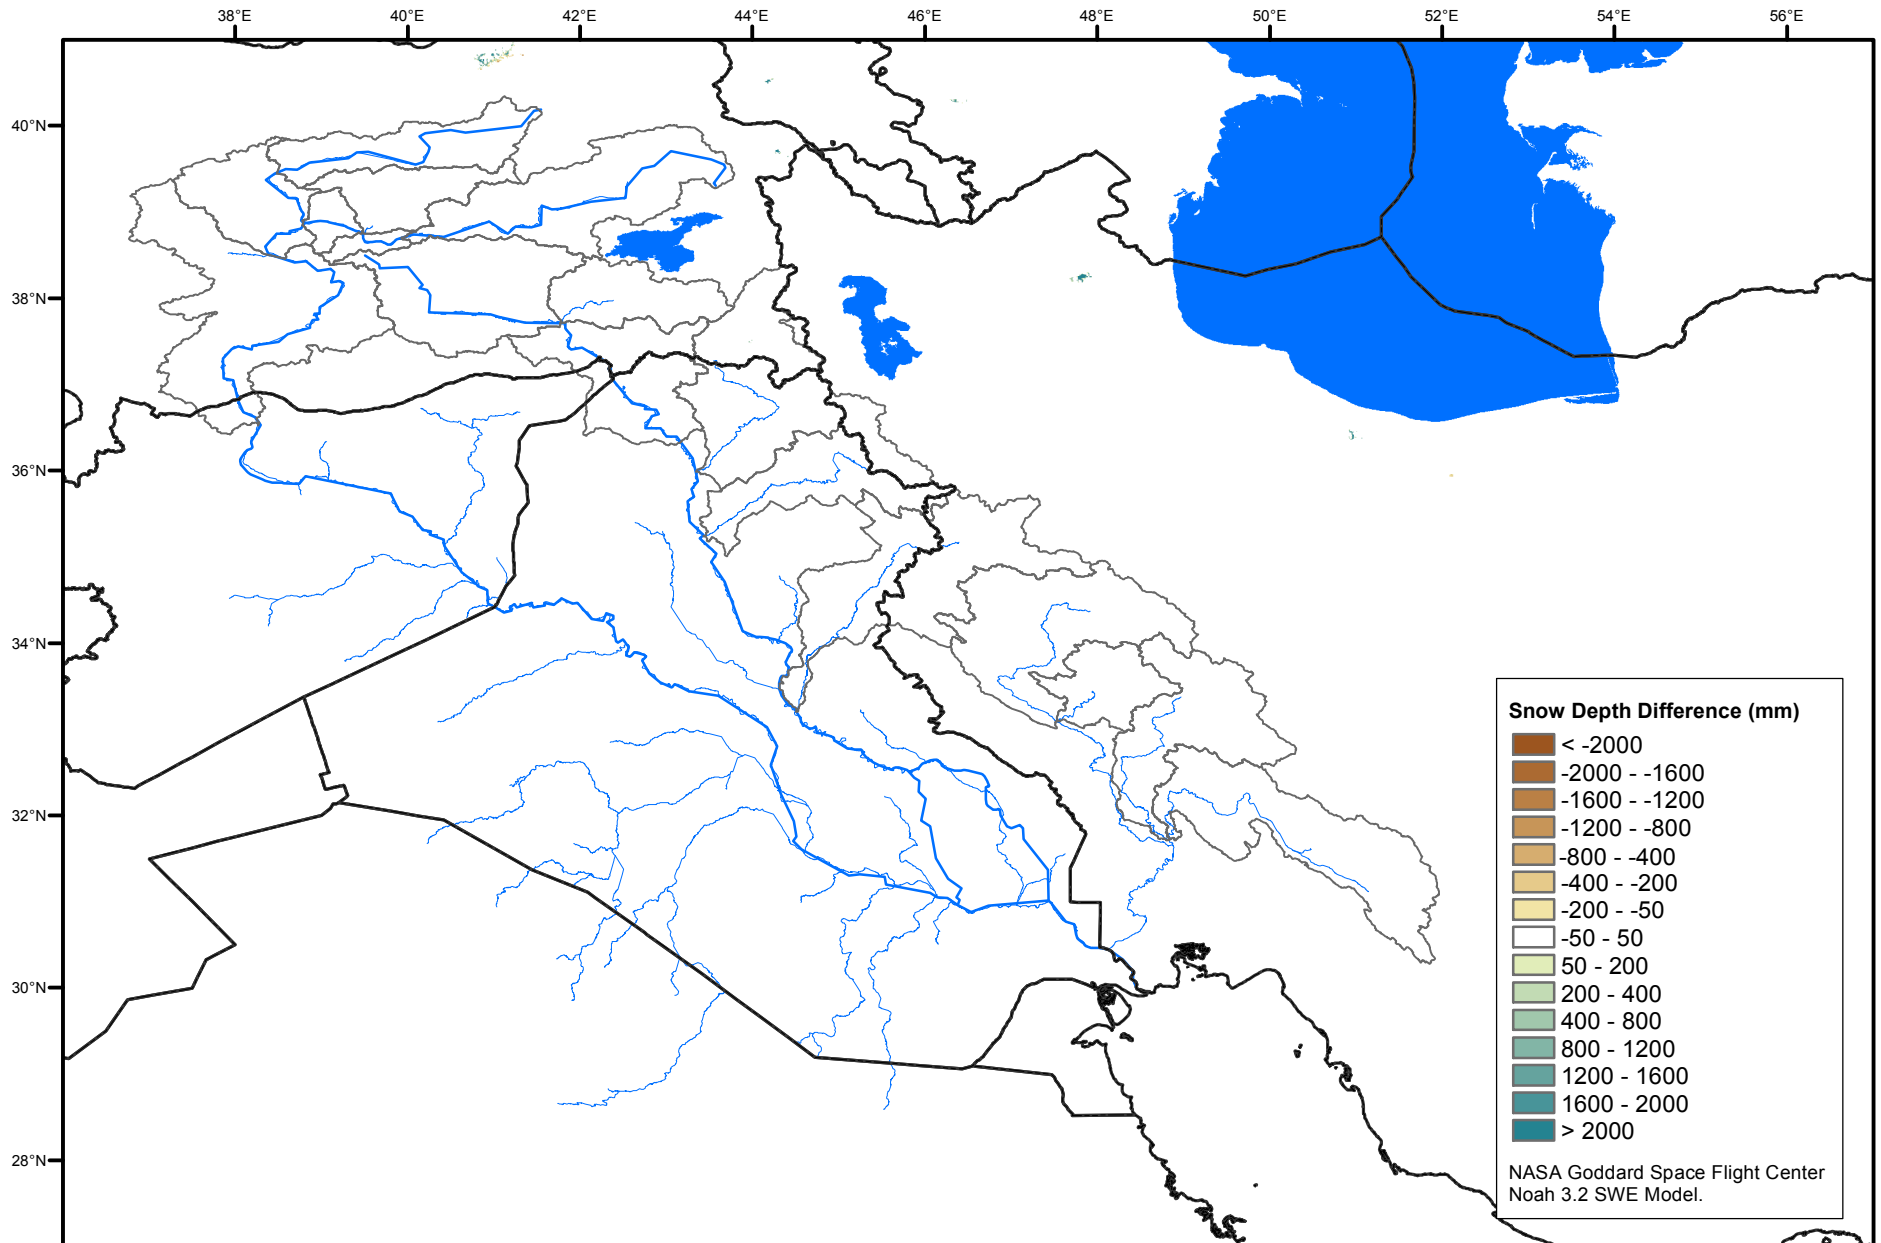 38°E 40°E 42°E 44°E 46°E 48°E 50°E 52°E 54°E 56°E
40°N
38°N
36°N
34°N
32°N
30°N
28°N
Snow Depth Difference (mm)
< -2000
-2000 - -1600
-1600 - -1200
-1200 - -800
-800 - -400
-400 - -200
-200 - -50
-50 - 50
50 - 200
200 - 400
400 - 800
800 - 1200
1200 - 1600
1600 - 2000
> 2000
NASA Goddard Space Flight Center
Noah 3.2 SWE Model.